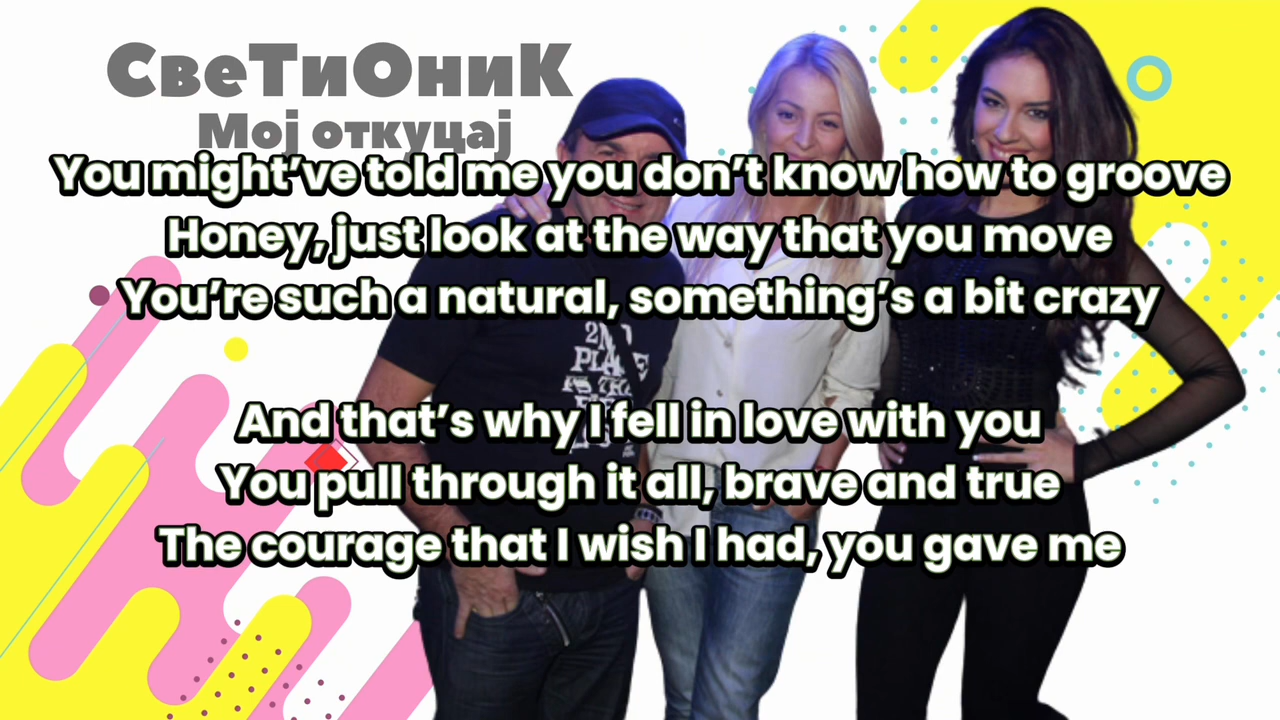 СвеТиОниК
Мој откуцај
You might’ve told me you don’t know how to groove
Honey, just look at the way that you move
You’re such a natural, something’s a bit crazy
And that’s why I fell in love with you
You pull through it all, brave and true
The courage that I wish I had, you gave me
2ND
PLACE